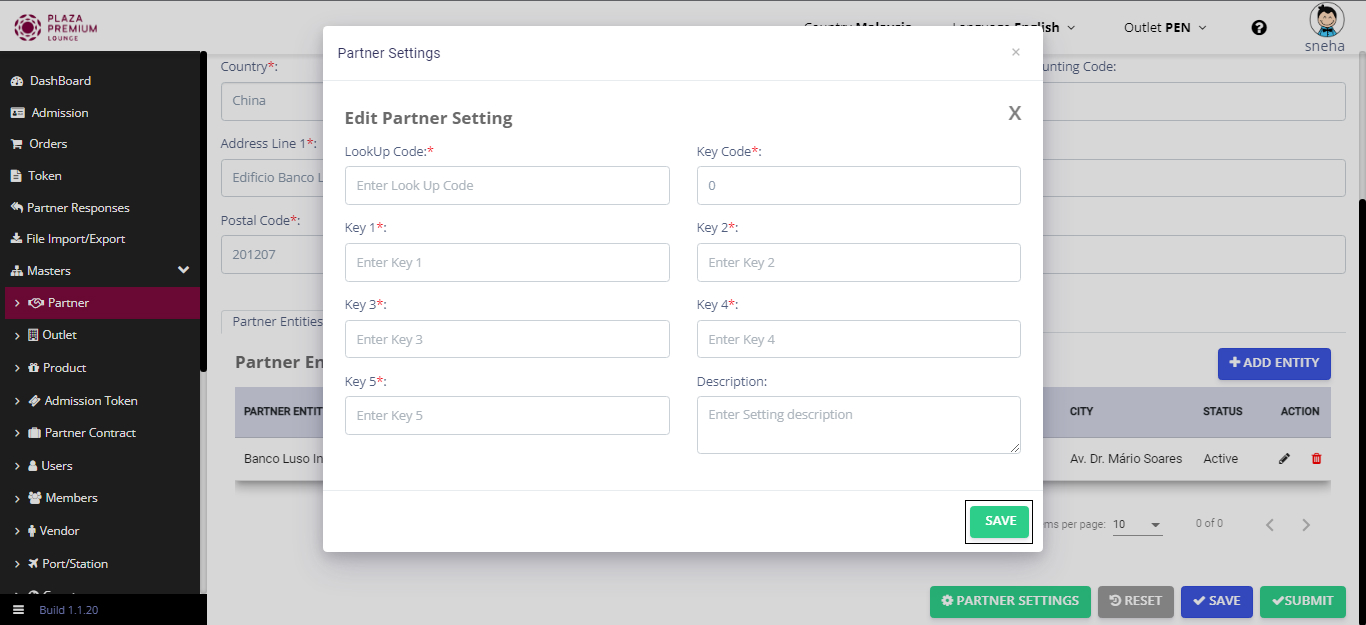 PLAZA
PREMIUM
LOUNGE
Country Malaysia
Language English
Outlet PEN
sneha
DashBoard
Admission
Orders
Token
Partner Responses
File Import/Export
Masters
Partner
Outlet
Product
Admission Token
Partner Contract
Users
Members
Vendor
Port/Station
Build 1.1.20
Country*:
China
Address Line 1*:
Edificio Banco L
Postal Code*:
201207
unting Code:
Partner Entities
Partner En
+ ADD ENTITY
PARTNER ENTIT
CITY
STATUS
ACTION
Banco Luso In
Av. Dr. Mário Soares
Active
ms per page:
10
0 of 0
PARTNER SETTINGS
RESET
SAVE
SUBMIT
Partner Settings
×
Edit Partner Setting
X
LookUp Code:*
Enter Look Up Code
Key Code*:
0
Key 1*:
Enter Key 1
Key 2*:
Enter Key 2
Key 3*:
Enter Key 3
Key 4*:
Enter Key 4
Key 5*:
Enter Key 5
Description:
Enter Setting description
SAVE